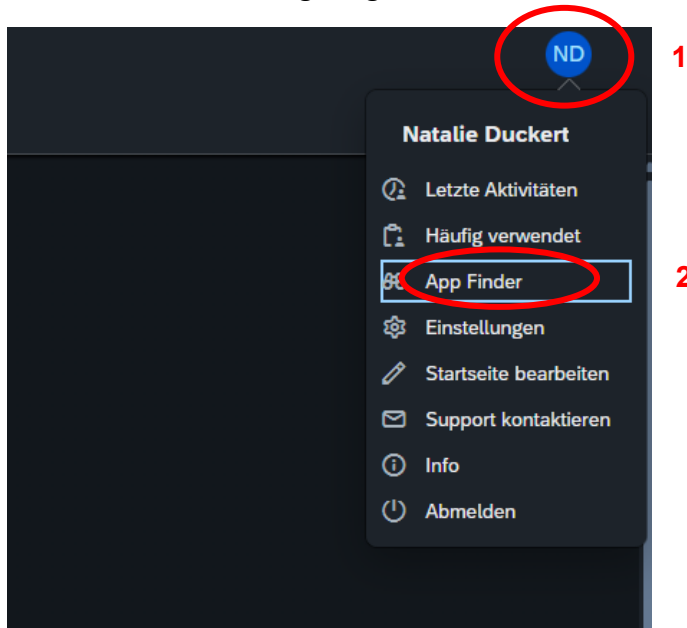 ND
1
Natalie Duckert
Letzte Aktivitäten
Häufig verwendet
App Finder
2
Einstellungen
Startseite bearbeiten
Support kontaktieren
Info
Abmelden